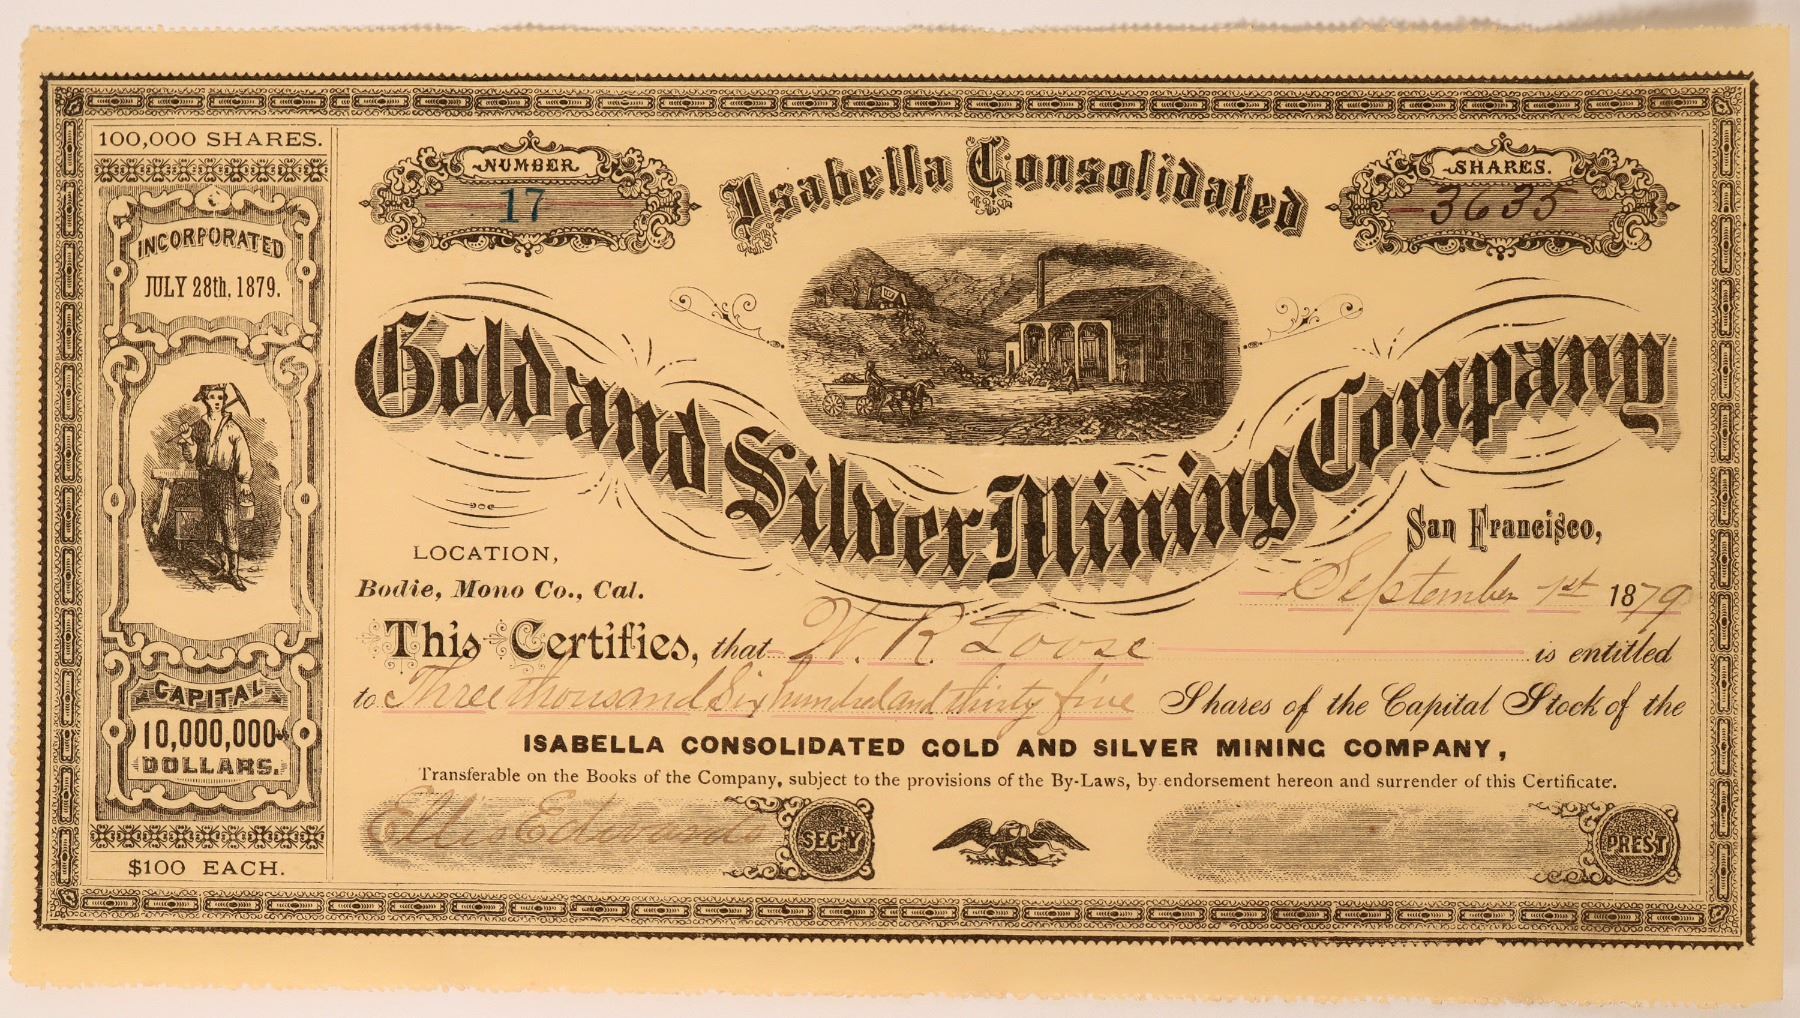 100,000 SHARES.
INCORPORATED
JULY 28th, 1879.
CAPITAL
10,000,000
DOLLARS.
$100 EACH.
NUMBER
17
Isabella Consolidated
SHARES.
3635
Gold and Silver Mining Company
LOCATION,
Bodie, Mono Co., Cal.
San Francisco,
September 1st 1879
This Certifies, that W. R. Loose is entitled
to Three thousand Six hundred and thirty five Shares of the Capital Stock of the
ISABELLA CONSOLIDATED GOLD AND SILVER MINING COMPANY,
Transferable on the Books of the Company, subject to the provisions of the By-Laws, by endorsement hereon and surrender of this Certificate.
Ellis Edwards SEC'Y
PREST